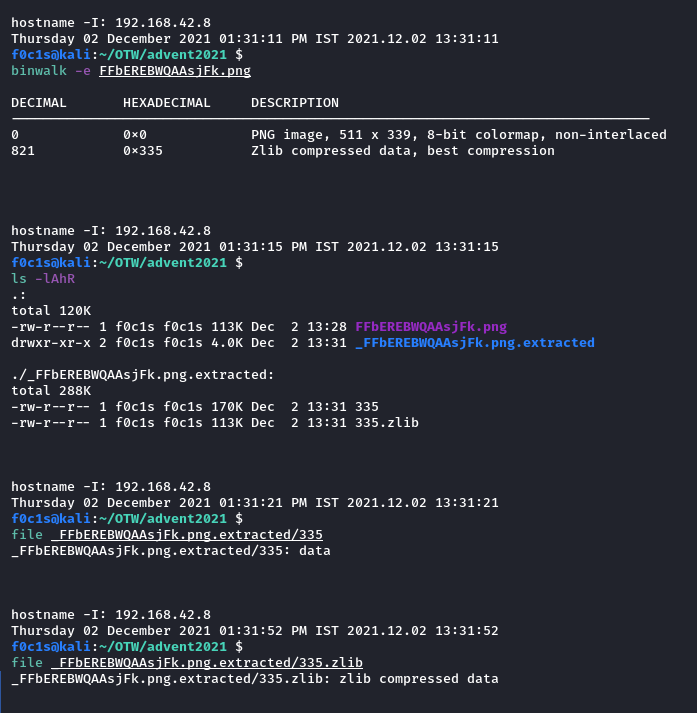 hostname -I: 192.168.42.8
Thursday 02 December 2021 01:31:11 PM IST 2021.12.02 13:31:11
f0c1s@kali:~/OTW/advent2021 $
binwalk -e FFbEREBWQAAsjFk.png
DECIMAL HEXADECIMAL DESCRIPTION
--------------------------------------------------------------------------------
0 0×0 PNG image, 511 x 339, 8-bit colormap, non-interlaced
821 0×335 Zlib compressed data, best compression
hostname -I: 192.168.42.8
Thursday 02 December 2021 01:31:15 PM IST 2021.12.02 13:31:15
f0c1s@kali:~/OTW/advent2021 $
ls -lAhR
.:
total 120K
-rw-r--r-- 1 f0c1s f0c1s 113K Dec  2 13:28 FFbEREBWQAAsjFk.png
drwxr-xr-x 2 f0c1s f0c1s 4.0K Dec  2 13:31 _FFbEREBWQAAsjFk.png.extracted
./_FFbEREBWQAAsjFk.png.extracted:
total 288K
-rw-r--r-- 1 f0c1s f0c1s 170K Dec  2 13:31 335
-rw-r--r-- 1 f0c1s f0c1s 113K Dec  2 13:31 335.zlib
hostname -I: 192.168.42.8
Thursday 02 December 2021 01:31:21 PM IST 2021.12.02 13:31:21
f0c1s@kali:~/OTW/advent2021 $
file _FFbEREBWQAAsjFk.png.extracted/335
_FFbEREBWQAAsjFk.png.extracted/335: data
hostname -I: 192.168.42.8
Thursday 02 December 2021 01:31:52 PM IST 2021.12.02 13:31:52
f0c1s@kali:~/OTW/advent2021 $
file _FFbEREBWQAAsjFk.png.extracted/335.zlib
_FFbEREBWQAAsjFk.png.extracted/335.zlib: zlib compressed data